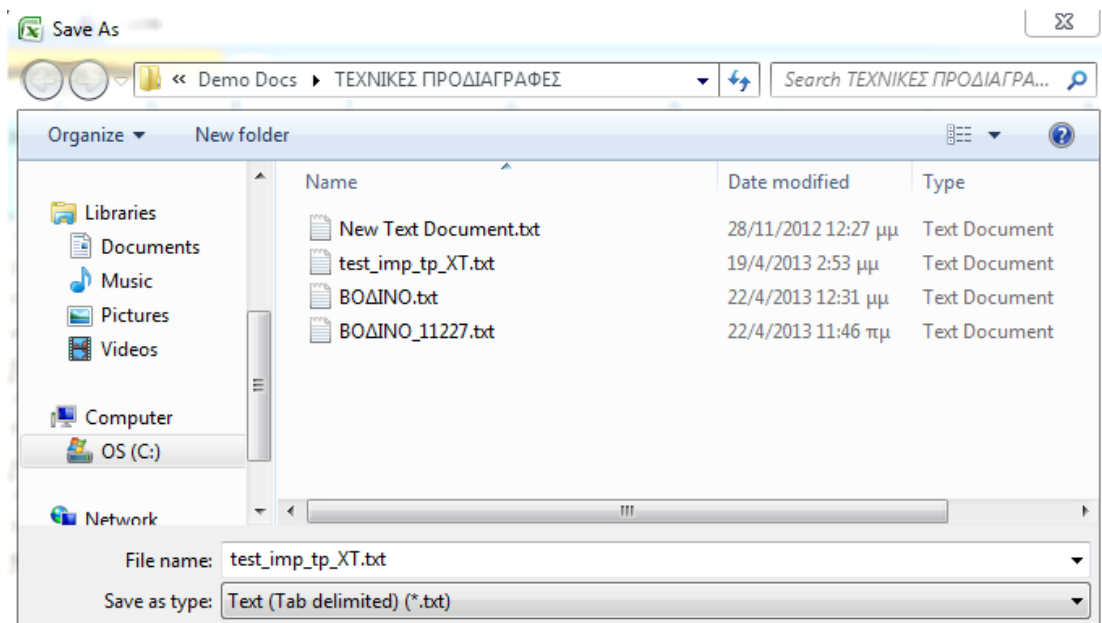 Save As
« Demo Docs ▸ ΤΕΧΝΙΚΕΣ ΠΡΟΔΙΑΓΡΑΦΕΣ Search ΤΕΧΝΙΚΕΣ ΠΡΟΔΙΑΓΡΑ...
Organize New folder
Name Date modified Type
Libraries
Documents
Music
Pictures
Videos
Computer
OS (C:)
Network
New Text Document.txt 28/11/2012 12:27 μμ Text Document
test_imp_tp_XT.txt 19/4/2013 2:53 μμ Text Document
ΒΟΔΙΝΟ.txt 22/4/2013 12:31 μμ Text Document
ΒΟΔΙΝΟ_11227.txt 22/4/2013 11:46 πμ Text Document
File name: test_imp_tp_XT.txt
Save as type: Text (Tab delimited) (*.txt)